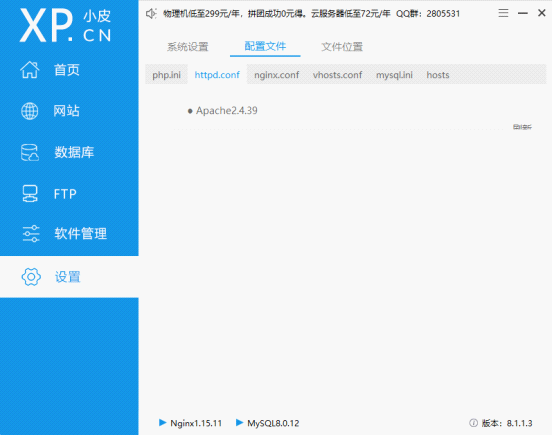 XP.CN 小皮
物理机低至299元/年，拼团成功0元得。云服务器低至72元/年 QQ群：2805531
首页
网站
数据库
FTP
软件管理
设置
系统设置 配置文件 文件位置
php.ini httpd.conf nginx.conf vhosts.conf mysql.ini hosts
Apache2.4.39
Nginx1.15.11 MySQL8.0.12 版本：8.1.1.3